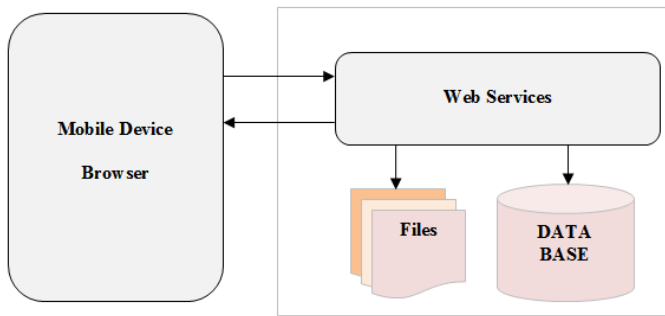 Mobile Device
Browser
Web Services
Files
DATA
BASE